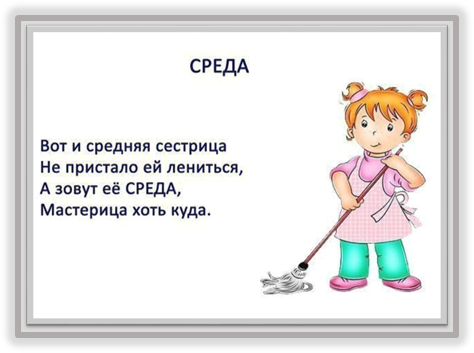 СРЕДА
Вот и средняя сестрица
Не пристало ей лениться,
А зовут её СРЕДА,
Мастерица хоть куда.